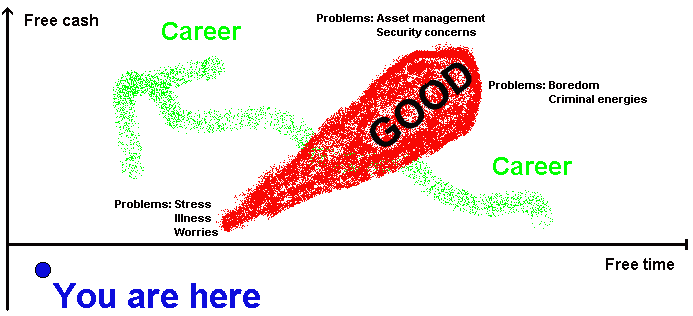 Free cash
Problems: Asset management
Security concerns
Career
GOOD
Problems: Boredom
Criminal energies
Career
Problems: Stress
Illness
Worries
Free time
You are here